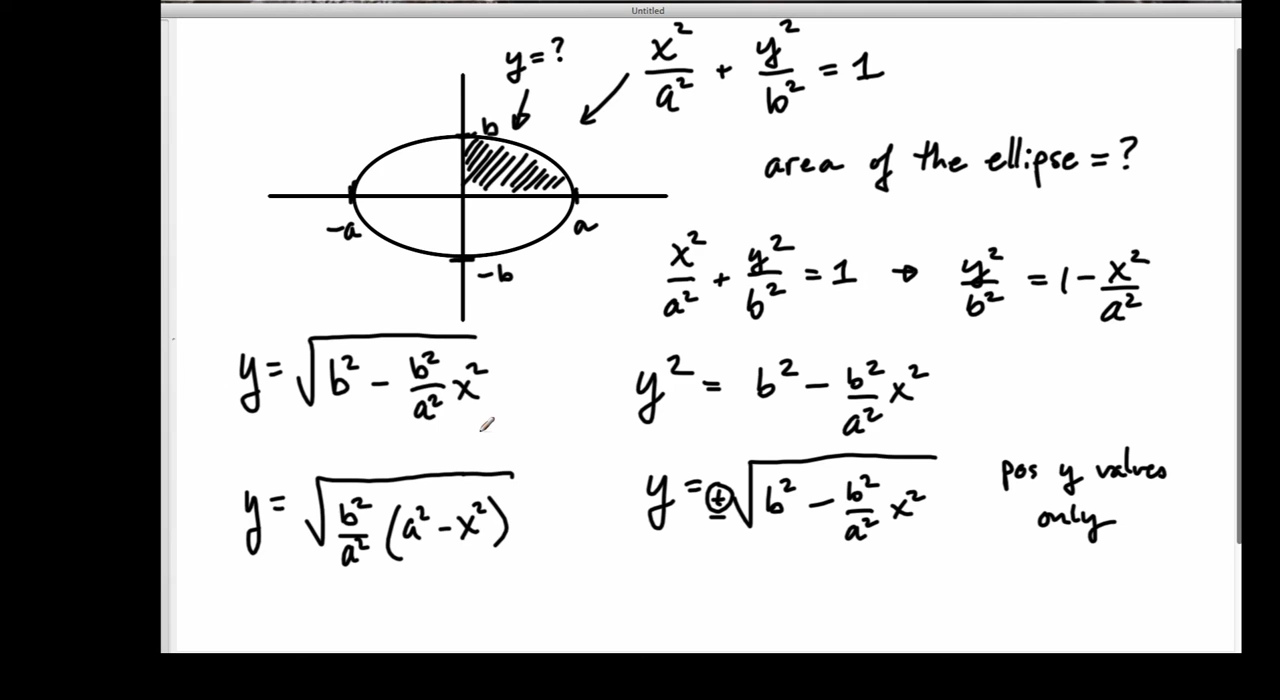 Untitled
y = ?
x²/a² + y²/b² = 1
b
area of the ellipse = ?
-a
a
-b
x²/a² + y²/b² = 1 → y²/b² = 1 - x²/a²
y = √(b² - b²/a² x²)
y² = b² - b²/a² x²
y = ±√(b² - b²/a² x²)
pos y values
only
y = √(b²/a² (a² - x²))